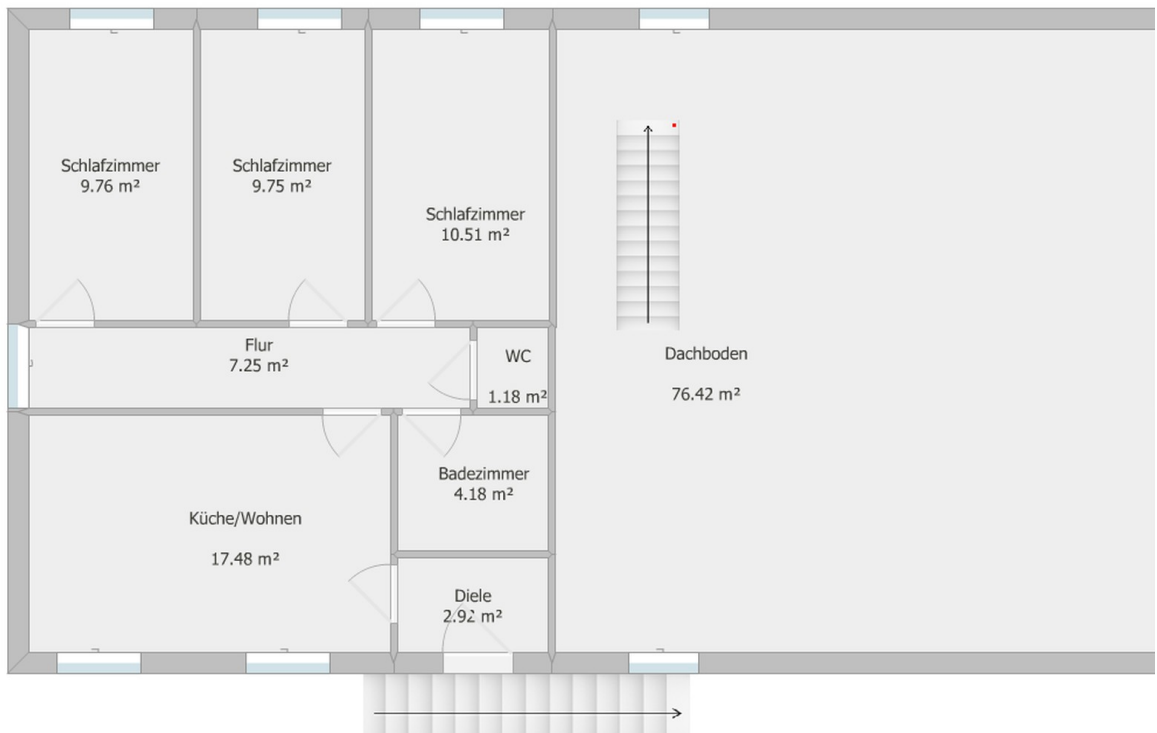 Schlafzimmer
9.76 m²
Schlafzimmer
9.75 m²
Schlafzimmer
10.51 m²
Flur
7.25 m²
WC
1.18 m²
Dachboden
76.42 m²
Badezimmer
4.18 m²
Küche/Wohnen
17.48 m²
Diele
2.92 m²